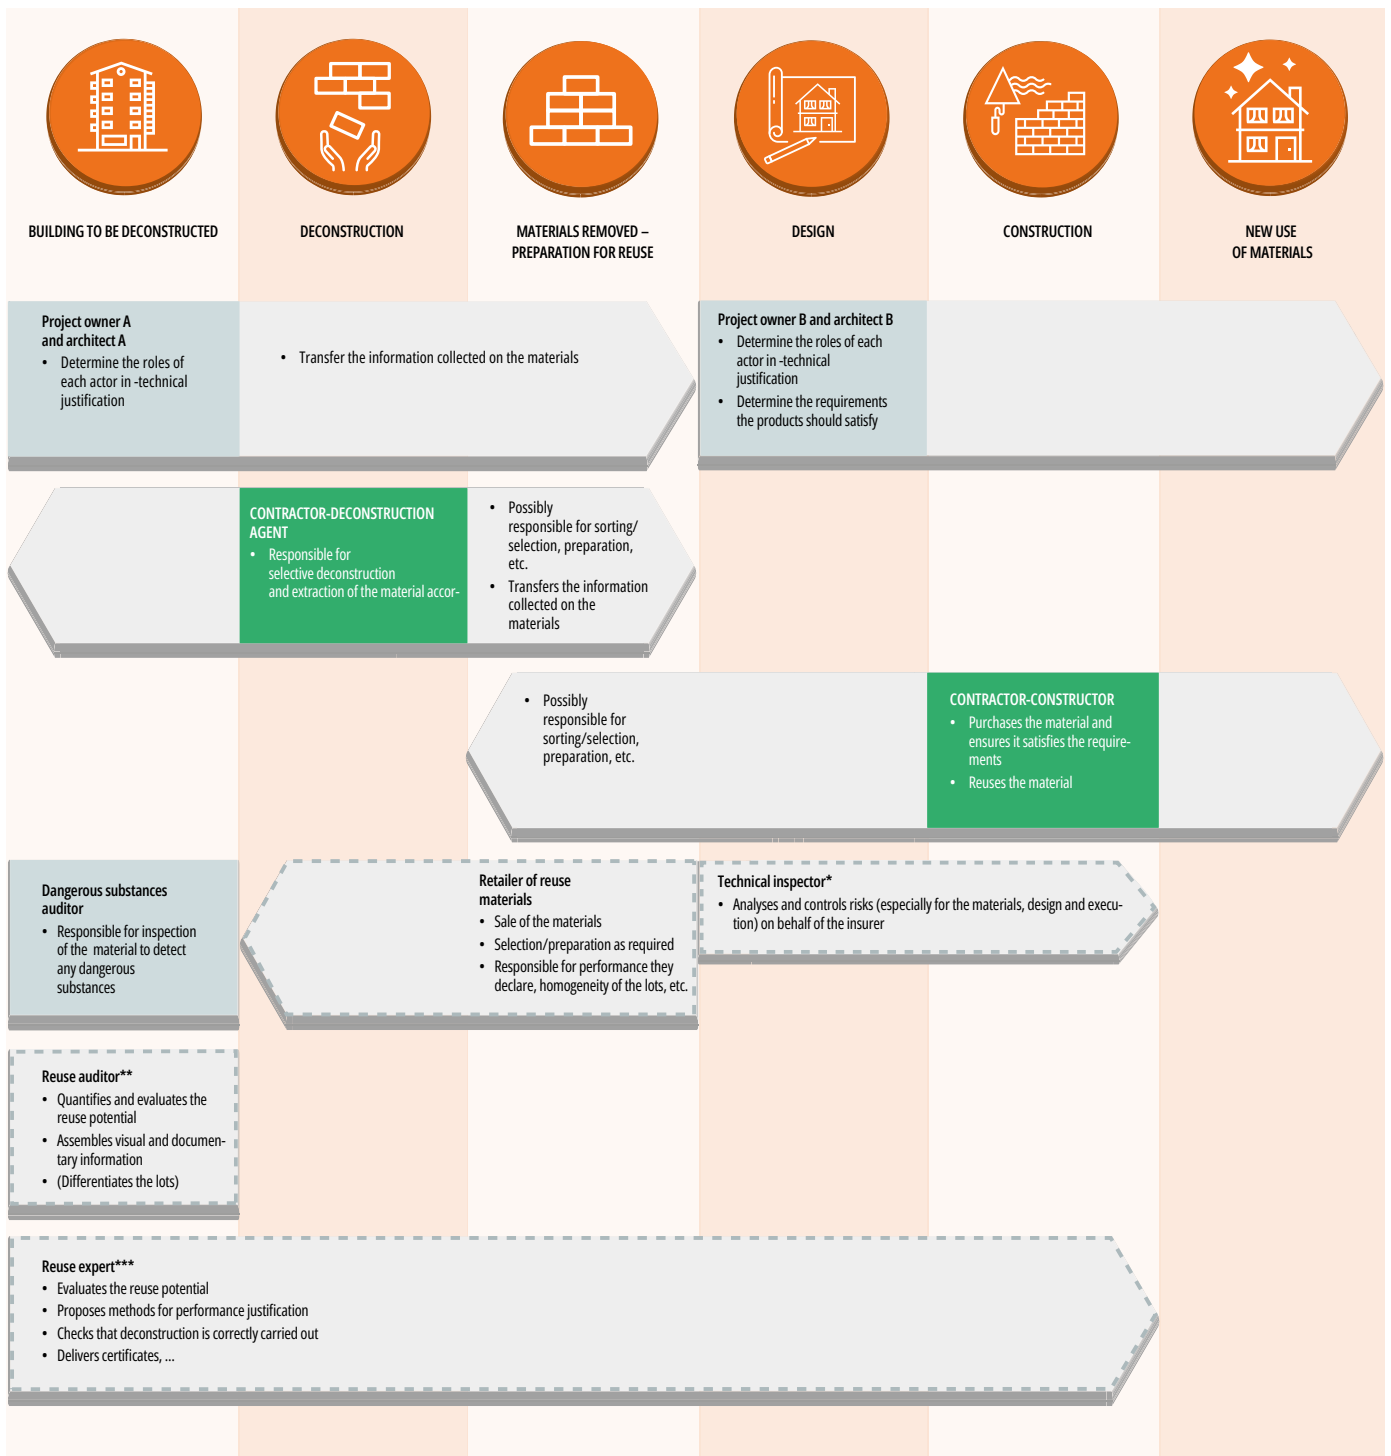 BUILDING TO BE DECONSTRUCTED
DECONSTRUCTION
MATERIALS REMOVED –
PREPARATION FOR REUSE
DESIGN
CONSTRUCTION
NEW USE
OF MATERIALS
Project owner A
and architect A
• Determine the roles of
each actor in -technical
justification
• Transfer the information collected on the materials
Project owner B and architect B
• Determine the roles of each
actor in -technical
justification
• Determine the requirements
the products should satisfy
CONTRACTOR-DECONSTRUCTION
AGENT
• Responsible for
selective deconstruction
and extraction of the material accor-
• Possibly
responsible for sorting/
selection, preparation,
etc.
• Transfers the information
collected on the
materials
• Possibly
responsible for
sorting/selection,
preparation, etc.
CONTRACTOR-CONSTRUCTOR
• Purchases the material and
ensures it satisfies the require-
ments
• Reuses the material
Dangerous substances
auditor
• Responsible for inspection
of the material to detect
any dangerous
substances
Retailer of reuse
materials
• Sale of the materials
• Selection/preparation as required
• Responsible for performance they
declare, homogeneity of the lots, etc.
Technical inspector*
• Analyses and controls risks (especially for the materials, design and execu-
tion) on behalf of the insurer
Reuse auditor**
• Quantifies and evaluates the
reuse potential
• Assembles visual and documen-
tary information
• (Differentiates the lots)
Reuse expert***
• Evaluates the reuse potential
• Proposes methods for performance justification
• Checks that deconstruction is correctly carried out
• Delivers certificates, ...